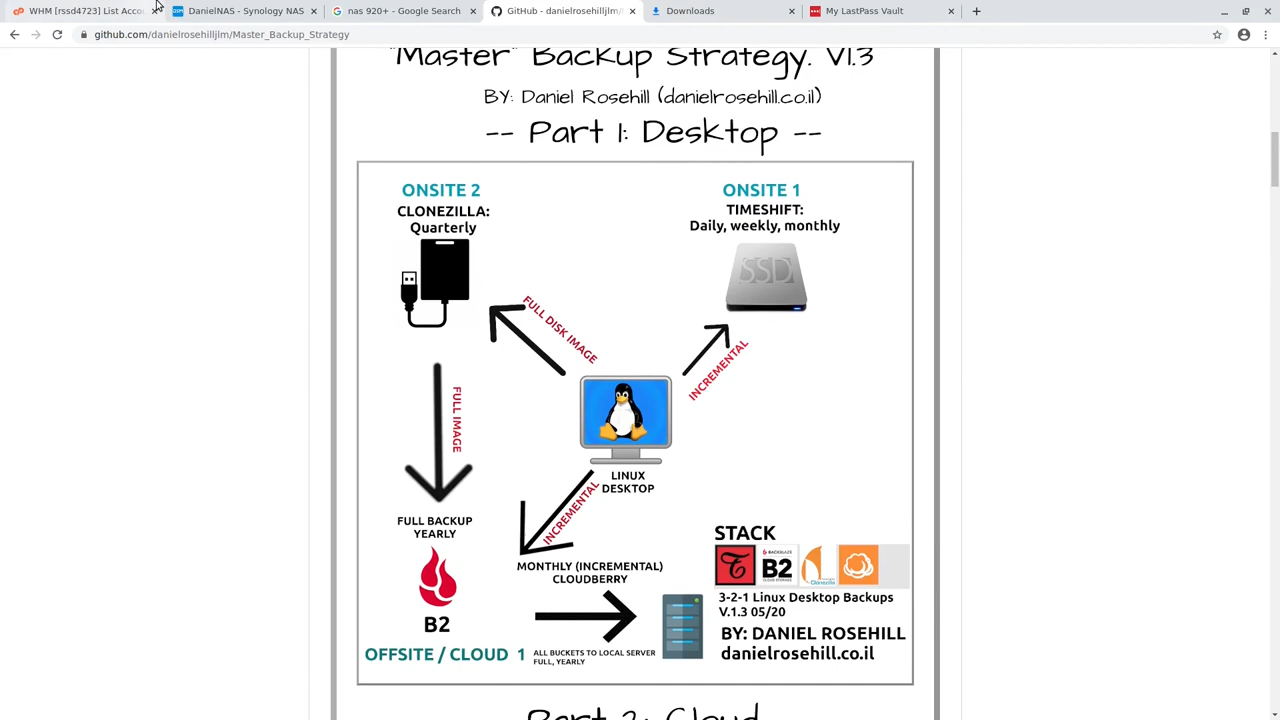 WHM [rssd4723] List Acco
DanielNAS - Synology NAS
nas 920+ - Google Search
GitHub - danielrosehilljlm/
Downloads
My LastPass Vault
github.com/danielrosehilljlm/Master_Backup_Strategy
"Master" Backup Strategy. V1.3
BY: Daniel Rosehill (danielrosehill.co.il)
-- Part 1: Desktop --
ONSITE 2
CLONEZILLA:
Quarterly
ONSITE 1
TIMESHIFT:
Daily, weekly, monthly
SSD
FULL DISK IMAGE
INCREMENTAL
FULL IMAGE
LINUX
DESKTOP
INCREMENTAL
FULL BACKUP
YEARLY
MONTHLY (INCREMENTAL)
CLOUDBERRY
B2
OFFSITE / CLOUD 1
ALL BUCKETS TO LOCAL SERVER
FULL, YEARLY
STACK
BACKBLAZE
B2
CLOUD STORAGE
Clonezilla
3-2-1 Linux Desktop Backups
V.1.3 05/20
BY: DANIEL ROSEHILL
danielrosehill.co.il
Part 2: Cloud